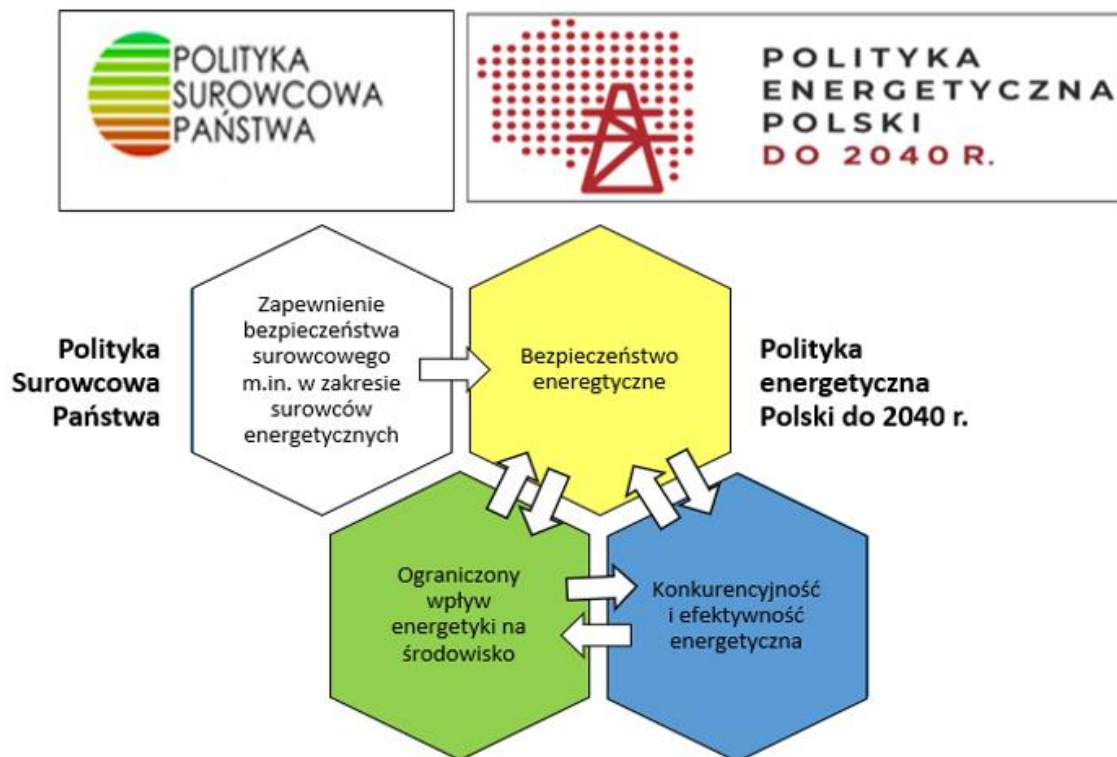 POLITYKA
SUROWCOWA
PAŃSTWA
POLITYKA
ENERGETYCZNA
POLSKI
DO 2040 R.
Polityka
Surowcowa
Państwa
Zapewnienie
bezpieczeństwa
surowcowego
m.in. w zakresie
surowców
energetycznych
Bezpieczeństwo
eneregtyczne
Polityka
energetyczna
Polski do 2040 r.
Ograniczony
wpływ
energetyki na
środowisko
Konkurencyjność
i efektywność
energetyczna